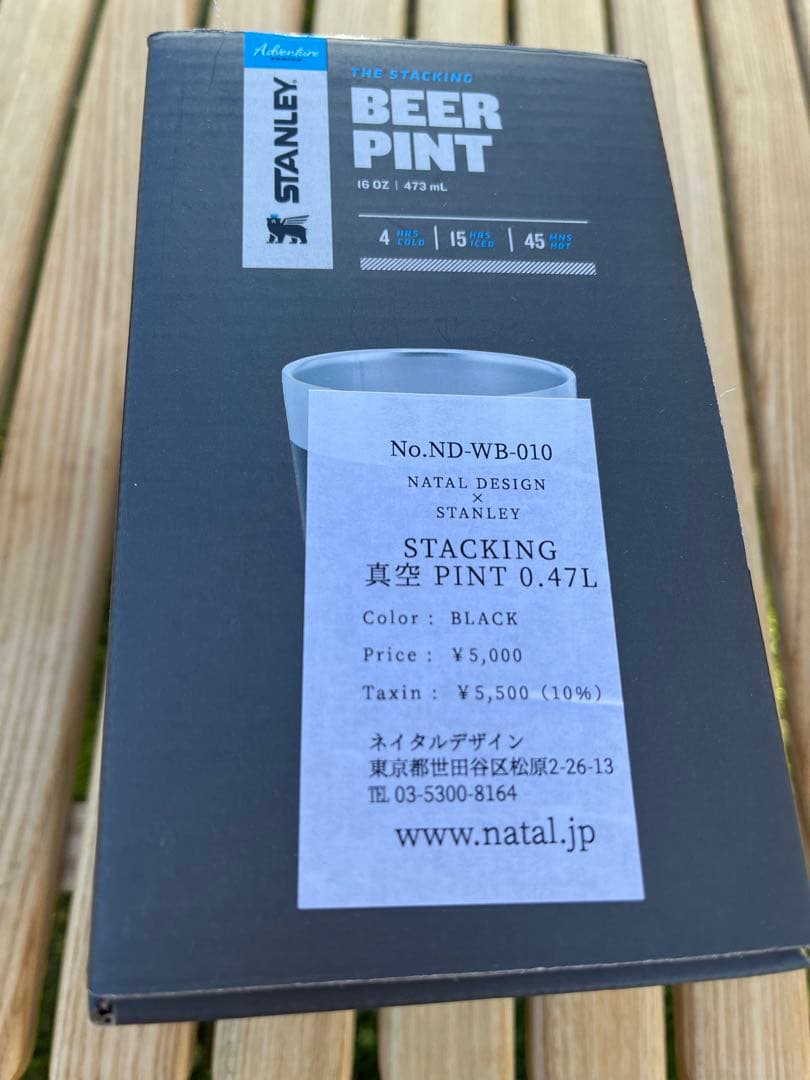 Adventure
SERIES
STANLEY
THE STACKING
BEER
PINT
16 OZ | 473 mL
4 HRS COLD | 15 HRS ICED | 45 MNS HOT
No.ND-WB-010
NATAL DESIGN
×
STANLEY
STACKING
真空 PINT 0.47L
Color : BLACK
Price : ¥5,000
Taxin : ¥5,500(10%)
ネイタルデザイン
東京都世田谷区松原2-26-13
℡ 03-5300-8164
www.natal.jp